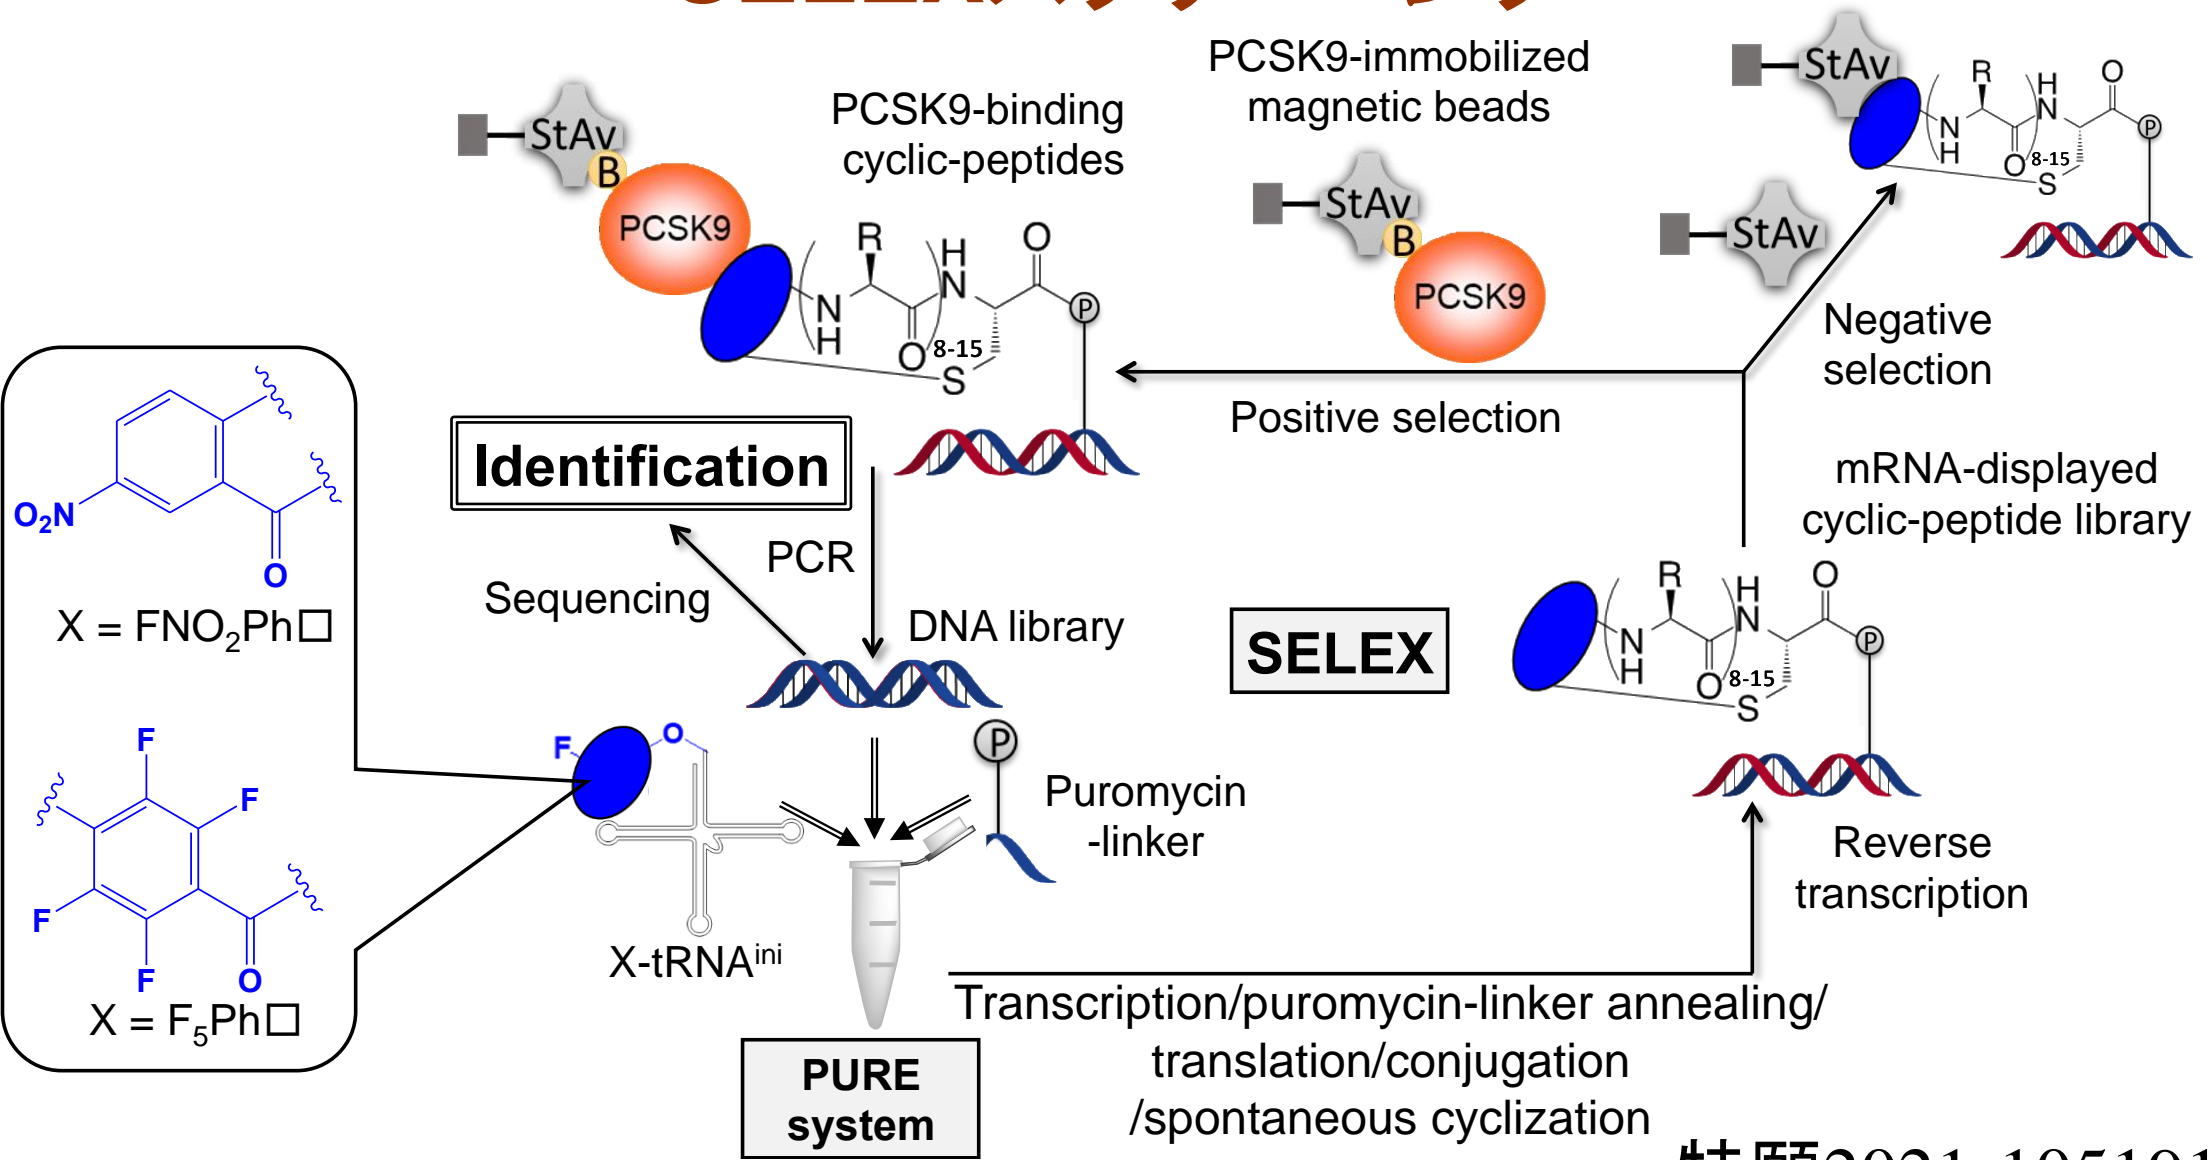 PCSK9-immobilized
magnetic beads
PCSK9-binding
cyclic-peptides
StAv
B
PCSK9
R
H
N
O
N
H
O
8-15
S
P
StAv
B
PCSK9
StAv
StAv
R
H
N
O
N
H
O
8-15
S
P
Negative
selection
Positive selection
mRNA-displayed
cyclic-peptide library
Identification
PCR
Sequencing
DNA library
SELEX
R
H
N
O
N
H
O
8-15
S
P
O₂N
O
X = FNO₂Ph□
F
F
F
F
O
X = F₅Ph□
F
O
P
Puromycin
-linker
X-tRNAⁱⁿⁱ
Reverse
transcription
Transcription/puromycin-linker annealing/
translation/conjugation
/spontaneous cyclization
PURE
system